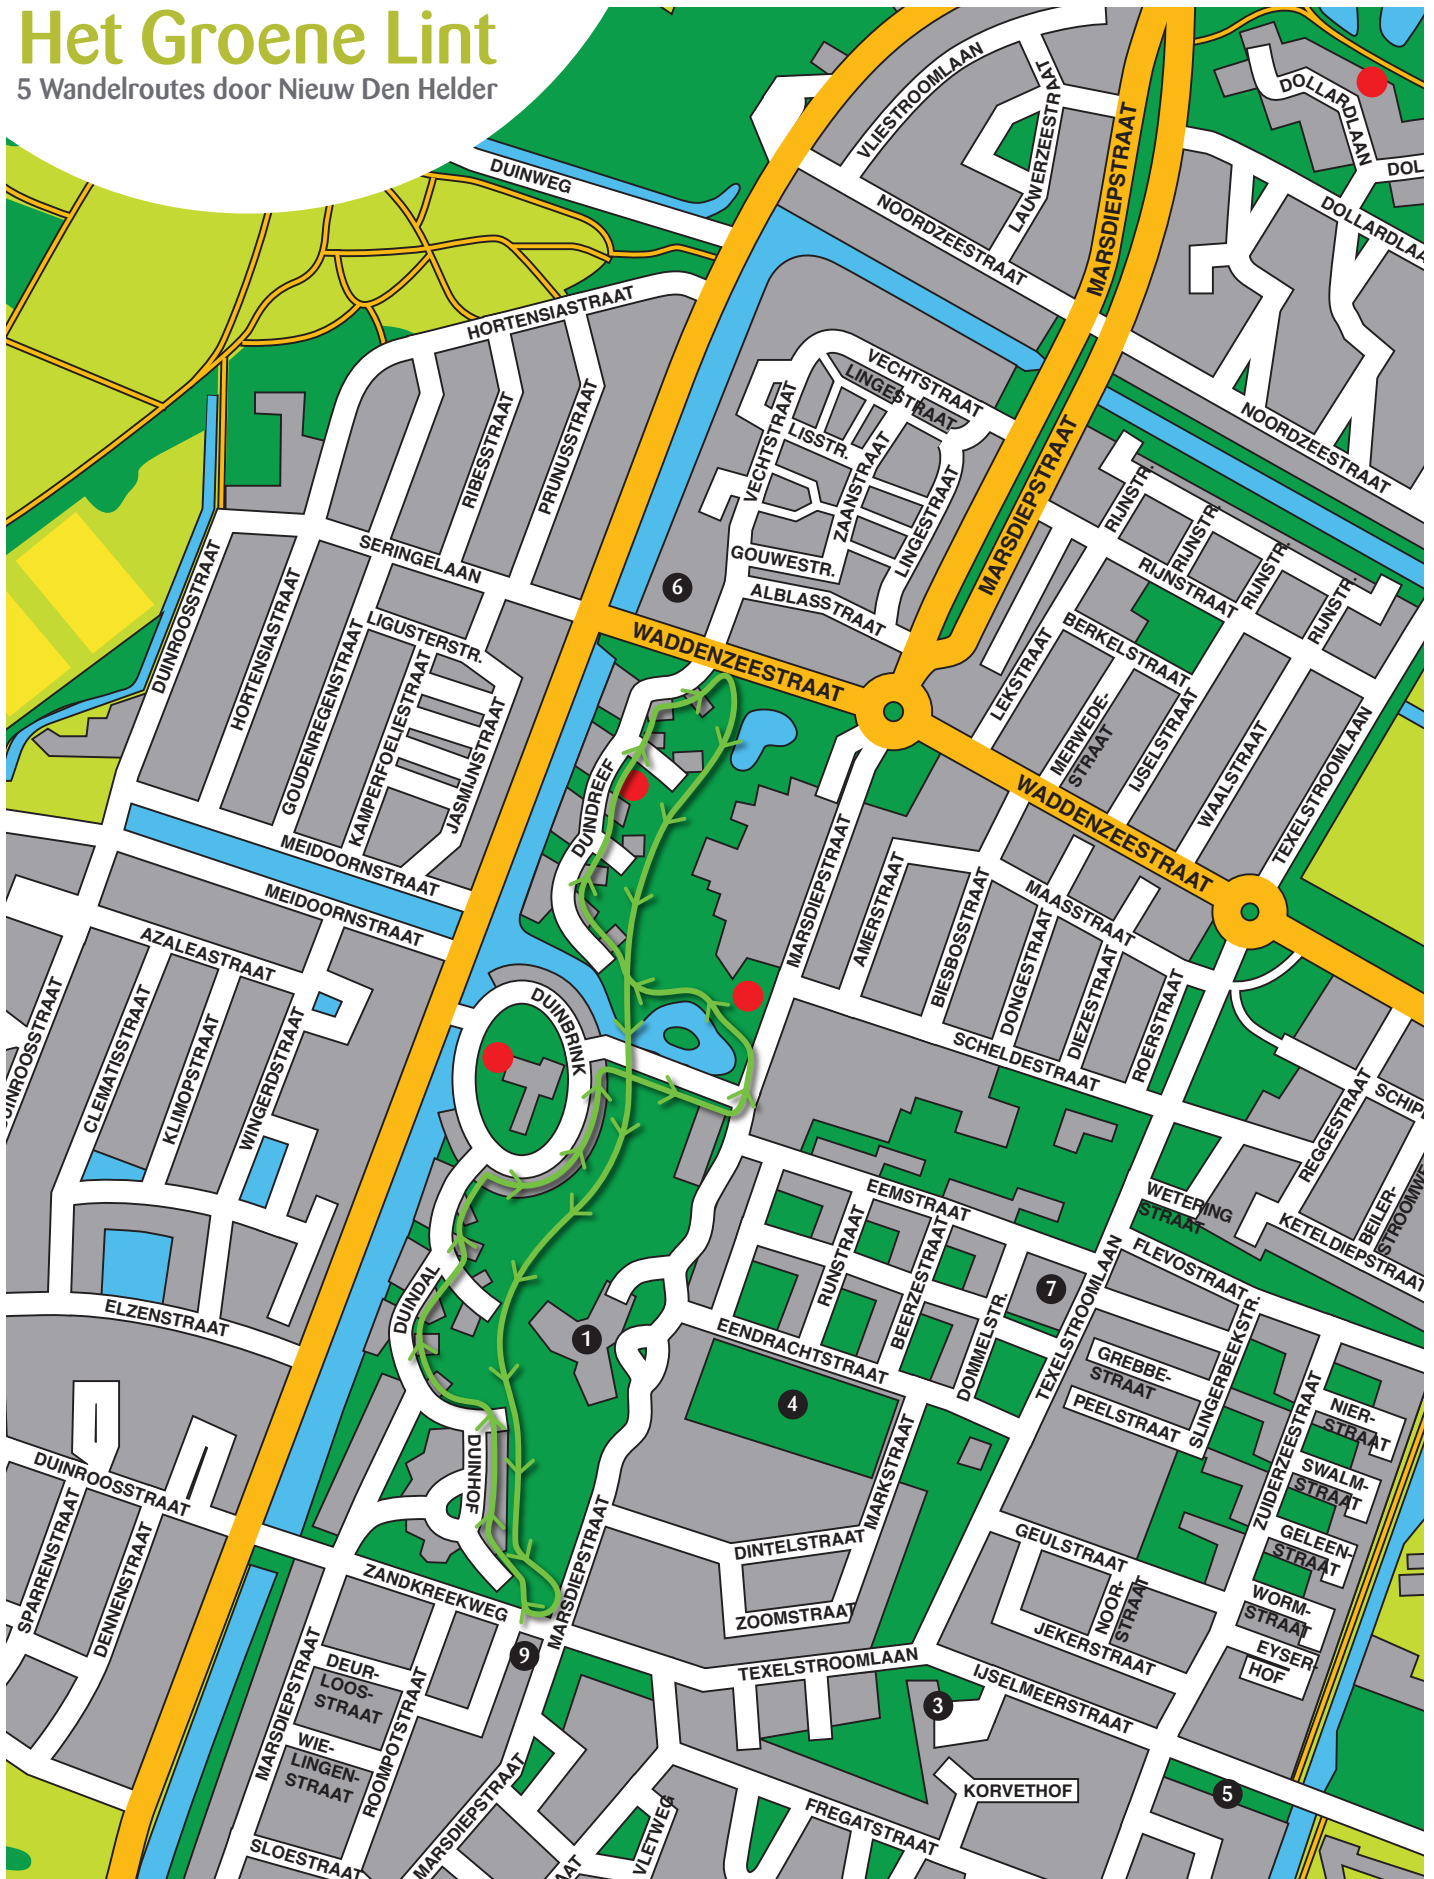 Het Groene Lint
5 Wandelroutes door Nieuw Den Helder
DUINWEG
VLIESTROOMLAAN
LAUWERZEESTRAAT
MARSDIEPSTRAAT
DOLLARDLAAN
DOLLARDLAAN
DOL
DOLLARDLAA
NOORDZEESTRAAT
HORTENSIASTRAAT
VECHTSTRAAT
LINGESTRAAT
RIBESSTRAAT
PRUNUSSTRAAT
VECHTSTRAAT
LISSTR.
ZAANSTRAAT
LINGESTRAAT
MARSDIEPSTRAAT
NOORDZEESTRAAT
RIJNSTR.
RIJNSTR.
RIJNSTR.
RIJNSTR.
RIJNSTRAAT
SERINGELAAN
GOUWESTR.
ALBLASSTRAAT
6
DUINROOSSTRAAT
HORTENSIASTRAAT
GOUDENREGENSTRAAT
LIGUSTERSTR.
KAMPERFOELIESTRAAT
JASMIJNSTRAAT
WADDENZEESTRAAT
LEKSTRAAT
BERKELSTRAAT
MERWEDE-
STRAAT
IJSELSTRAAT
WAALSTRAAT
TEXELSTROOMLAAN
WADDENZEESTRAAT
DUINDREEF
MEIDOORNSTRAAT
MEIDOORNSTRAAT
MARSDIEPSTRAAT
AMERSTRAAT
BIESBOSSTRAAT
MAASSTRAAT
DONGESTRAAT
DIEZESTRAAT
ROERSTRAAT
AZALEASTRAAT
UINROOSSTRAAT
CLEMATISSTRAAT
KLIMOPSTRAAT
WINGERDSTRAAT
DUINBRINK
SCHELDESTRAAT
REGGESTRAAT
SCHIP
EEMSTRAAT
WETERING
STRAAT
BEILER-
STROOMWE
KETELDIEPSTRAAT
RIJNSTRAAT
BEERZESTRAAT
7
FLEVOSTRAAT
TEXELSTROOMLAAN
DUINDAL
ELZENSTRAAT
1
EENDRACHTSTRAAT
DOMMELSTR.
GREBBE-
STRAAT
PEELSTRAAT
SLINGERBEEKSTR.
4
ZUIDERZEESTRAAT
NIER-
STRAAT
SWALM-
STRAAT
GELEEN-
STRAAT
WORM-
STRAAT
EYSER-
HOF
DUINHOF
MARKSTRAAT
DUINROOSSTRAAT
SPARRENSTRAAT
DENNENSTRAAT
DINTELSTRAAT
ZOOMSTRAAT
GEULSTRAAT
NOOR-
STRAAT
JEKERSTRAAT
ZANDKREEKWEG
MARSDIEPSTRAAT
9
TEXELSTROOMLAAN
IJSELMEERSTRAAT
3
MARSDIEPSTRAAT
DEUR-
LOOS-
STRAAT
WIE-
LINGEN-
STRAAT
ROOMPOTSTRAAT
MARSDIEPSTRAAT
KORVETHOF
5
FREGATSTRAAT
VLETWEG
SLOESTRAAT
AAT